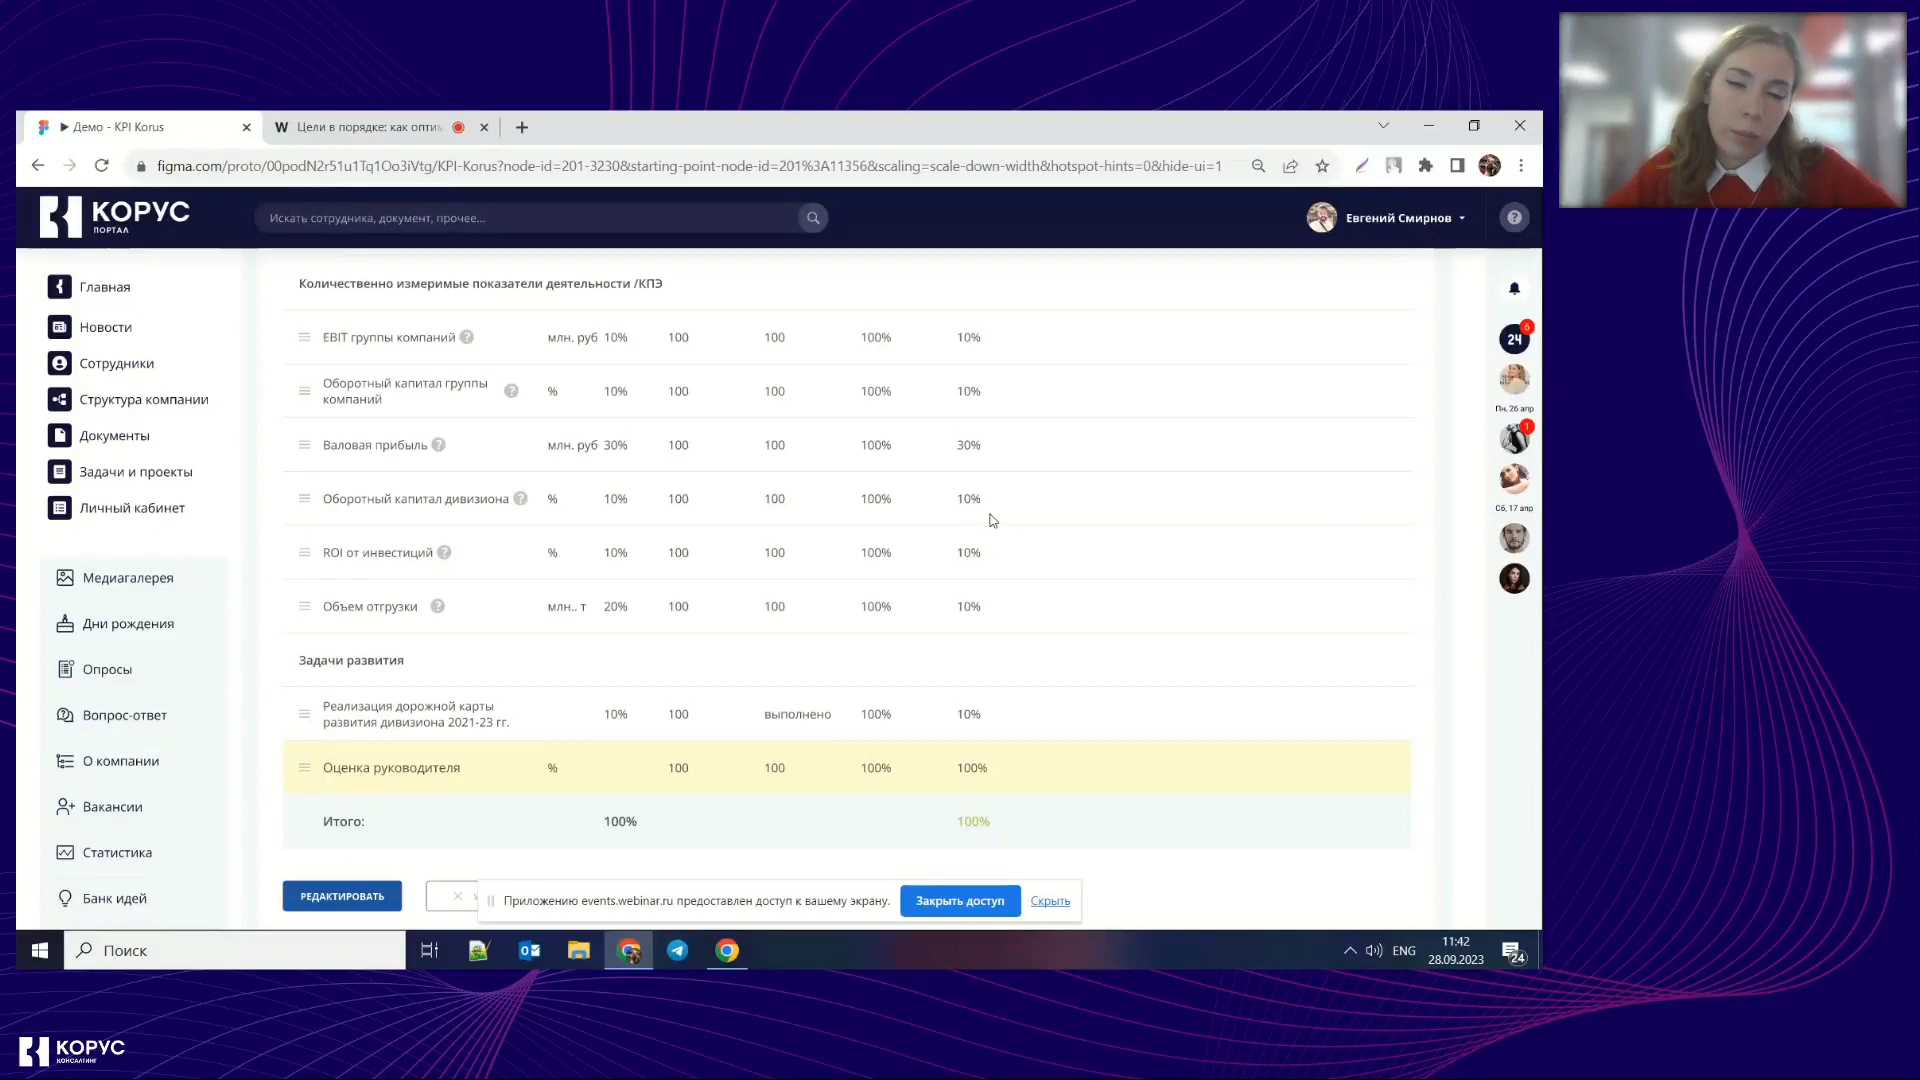 Демо - KPI Korus
Цели в порядке: как опти
figma.com/proto/00podN2r51u1Tq1Oo3iVtg/KPI-Korus?node-id=201-3230&starting-point-node-id=201%3A11356&scaling=scale-down-width&hotspot-hints=0&hide-ui=1
КОРУС
ПОРТАЛ
Искать сотрудника, документ, прочее...
Евгений Смирнов
Главная
Новости
Сотрудники
Структура компании
Документы
Задачи и проекты
Личный кабинет
Медиагалерея
Дни рождения
Опросы
Вопрос-ответ
О компании
Вакансии
Статистика
Банк идей
Количественно измеримые показатели деятельности /КПЭ
EBIT группы компаний ? млн. руб 10% 100 100 100% 10%
Оборотный капитал группы
компаний ? % 10% 100 100 100% 10%
Валовая прибыль ? млн. руб 30% 100 100 100% 30%
Оборотный капитал дивизиона ? % 10% 100 100 100% 10%
ROI от инвестиций ? % 10% 100 100 100% 10%
Объем отгрузки ? млн.. т 20% 100 100 100% 10%
Задачи развития
Реализация дорожной карты
развития дивизиона 2021-23 гг. 10% 100 выполнено 100% 10%
Оценка руководителя % 100 100 100% 100%
Итого: 100% 100%
РЕДАКТИРОВАТЬ
Приложению events.webinar.ru предоставлен доступ к вашему экрану.
Закрыть доступ
Скрыть
24
6
Пн, 26 апр
1
Сб, 17 апр
Поиск
ENG
11:42
28.09.2023
24
КОРУС
КОНСАЛТИНГ